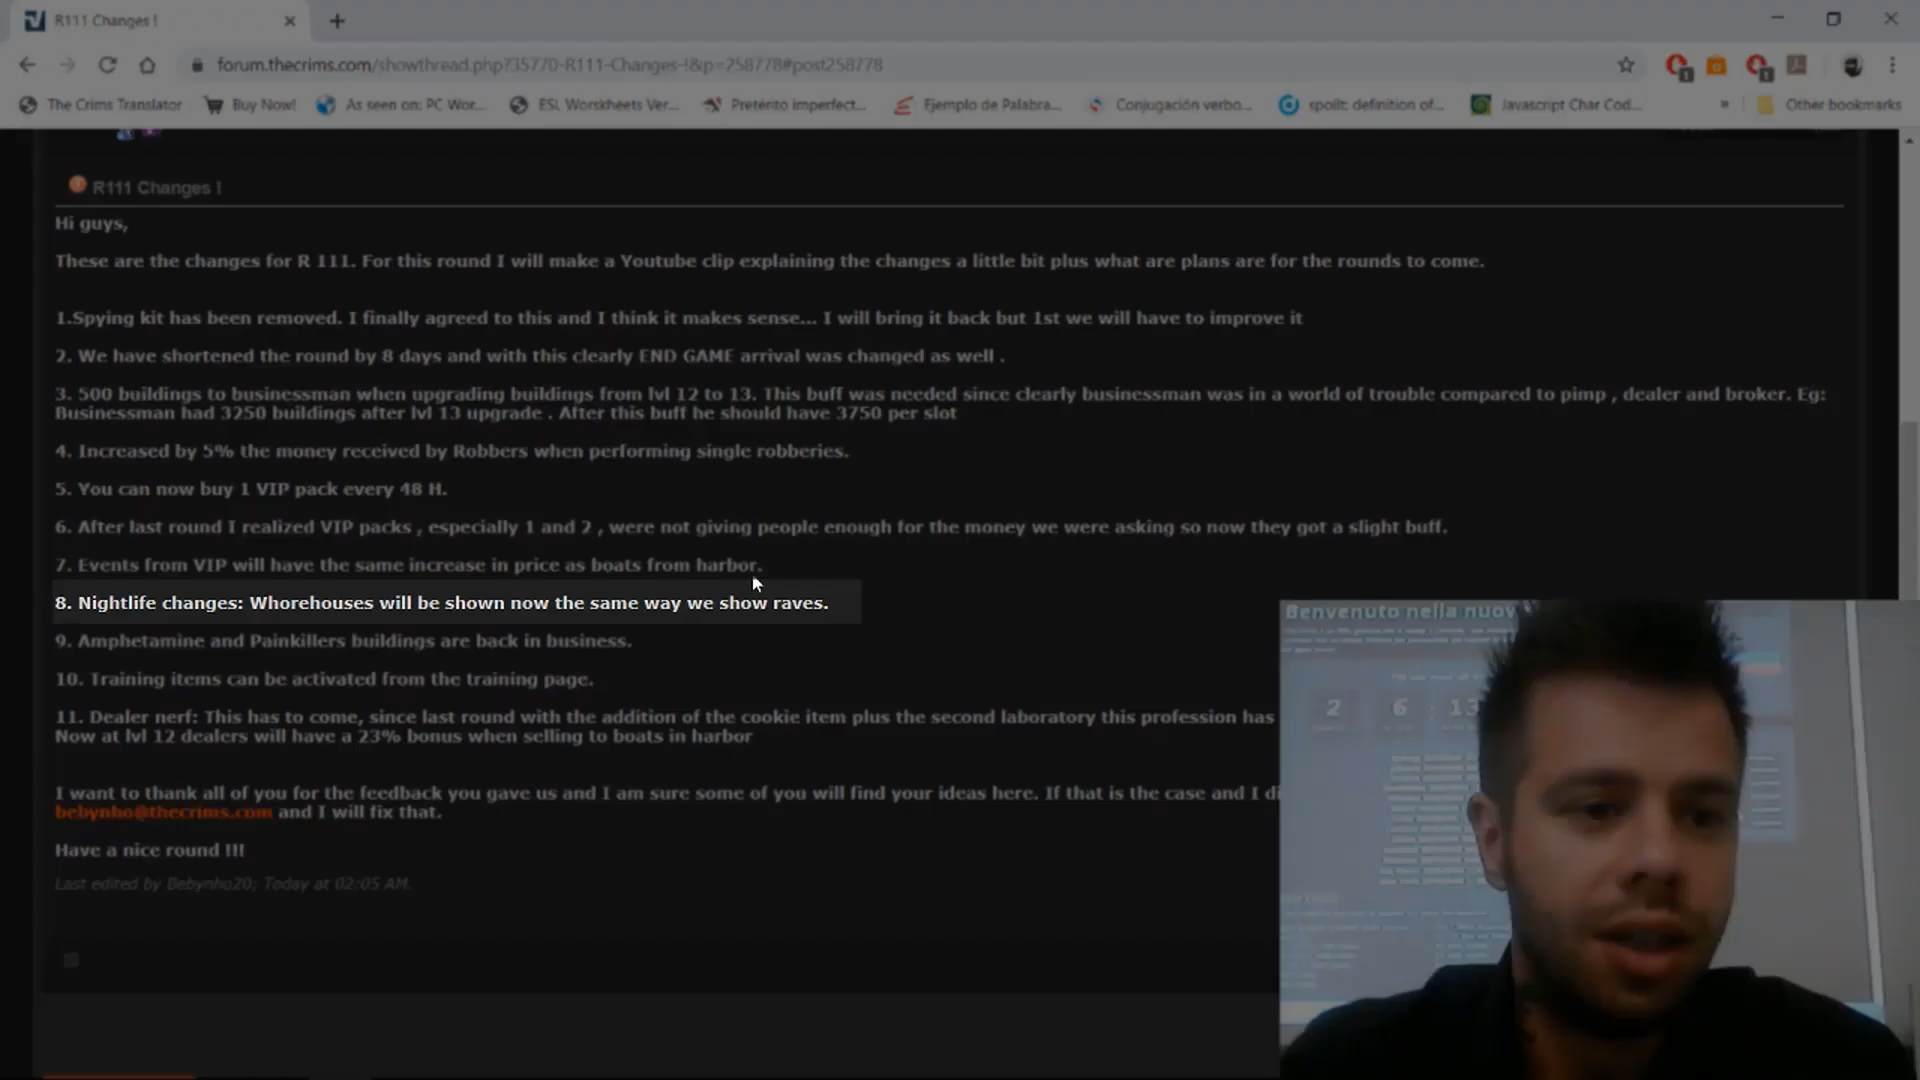 R111 Changes !
forum.thecrims.com/showthread.php?35770-R111-Changes-!&p=258778#post258778
The Crims Translator
Buy Now!
As seen on: PC Wor...
ESL Worskheets Ver...
Pretérito imperfect...
Ejemplo de Palabra...
Conjugación verbo...
spoilt: definition of...
Javascript Char Cod...
»
Other bookmarks
R111 Changes !
Hi guys,
These are the changes for R 111. For this round I will make a Youtube clip explaining the changes a little bit plus what are plans are for the rounds to come.
1.Spying kit has been removed. I finally agreed to this and I think it makes sense... I will bring it back but 1st we will have to improve it
2. We have shortened the round by 8 days and with this clearly END GAME arrival was changed as well .
3. 500 buildings to businessman when upgrading buildings from lvl 12 to 13. This buff was needed since clearly businessman was in a world of trouble compared to pimp , dealer and broker. Eg:
Businessman had 3250 buildings after lvl 13 upgrade . After this buff he should have 3750 per slot
4. Increased by 5% the money received by Robbers when performing single robberies.
5. You can now buy 1 VIP pack every 48 H.
6. After last round I realized VIP packs , especially 1 and 2 , were not giving people enough for the money we were asking so now they got a slight buff.
7. Events from VIP will have the same increase in price as boats from harbor.
8. Nightlife changes: Whorehouses will be shown now the same way we show raves.
9. Amphetamine and Painkillers buildings are back in business.
10. Training items can be activated from the training page.
11. Dealer nerf: This has to come, since last round with the addition of the cookie item plus the second laboratory this profession has
Now at lvl 12 dealers will have a 23% bonus when selling to boats in harbor
I want to thank all of you for the feedback you gave us and I am sure some of you will find your ideas here. If that is the case and I di
bebynho@thecrims.com and I will fix that.
Have a nice round !!!
Last edited by Bebynho20; Today at 02:05 AM.
Benvenuto nella nuov
2 6 13